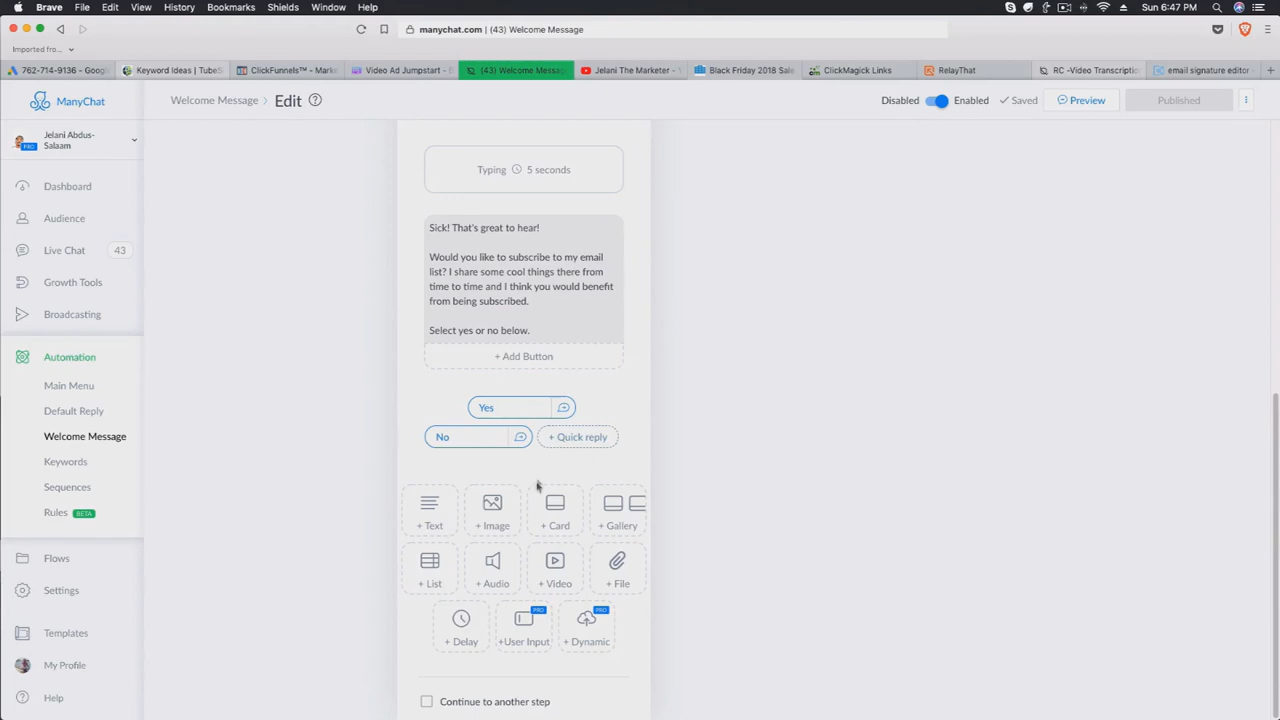 Brave File Edit View History Bookmarks Shields Window Help
Sun 6:47 PM
manychat.com | (43) Welcome Message
Imported fro...
762-714-9136 - Googl
Keyword Ideas | TubeS
ClickFunnels™ - Marke
Video Ad Jumpstart - E
(43) Welcome Messag
Jelani The Marketer - Y
Black Friday 2018 Sale
ClickMagick Links
RelayThat
RC -Video Transcriptio
email signature editor -
ManyChat
Welcome Message > Edit
Disabled
Enabled
Saved
Preview
Published
Jelani Abdus-
Salaam
PRO
Dashboard
Audience
Live Chat 43
Growth Tools
Broadcasting
Automation
Main Menu
Default Reply
Welcome Message
Keywords
Sequences
Rules BETA
Flows
Settings
Templates
My Profile
Help
Typing 5 seconds
Sick! That's great to hear!
Would you like to subscribe to my email
list? I share some cool things there from
time to time and I think you would benefit
from being subscribed.
Select yes or no below.
+ Add Button
Yes
No
+ Quick reply
+ Text
+ Image
+ Card
+ Gallery
+ List
+ Audio
+ Video
+ File
+ Delay
PRO
+User Input
PRO
+ Dynamic
Continue to another step